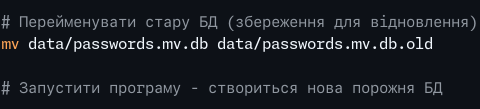 # Перейменувати стару БД (збереження для відновлення)
mv data/passwords.mv.db data/passwords.mv.db.old
# Запустити програму - створиться нова порожня БД